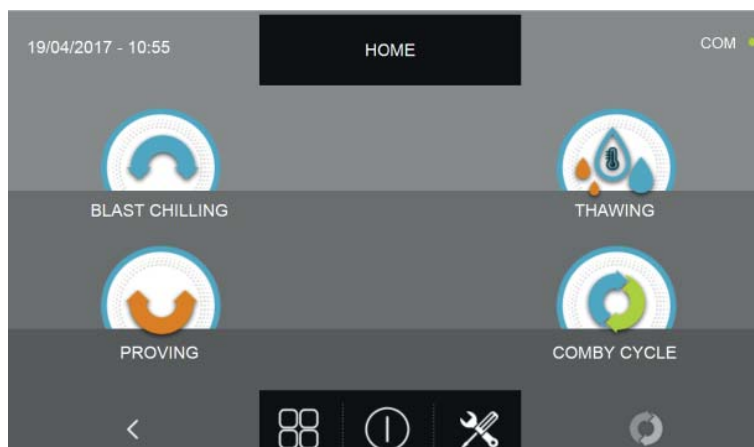 19/04/2017 - 10:55
HOME
COM
BLAST CHILLING
THAWING
PROVING
COMBY CYCLE